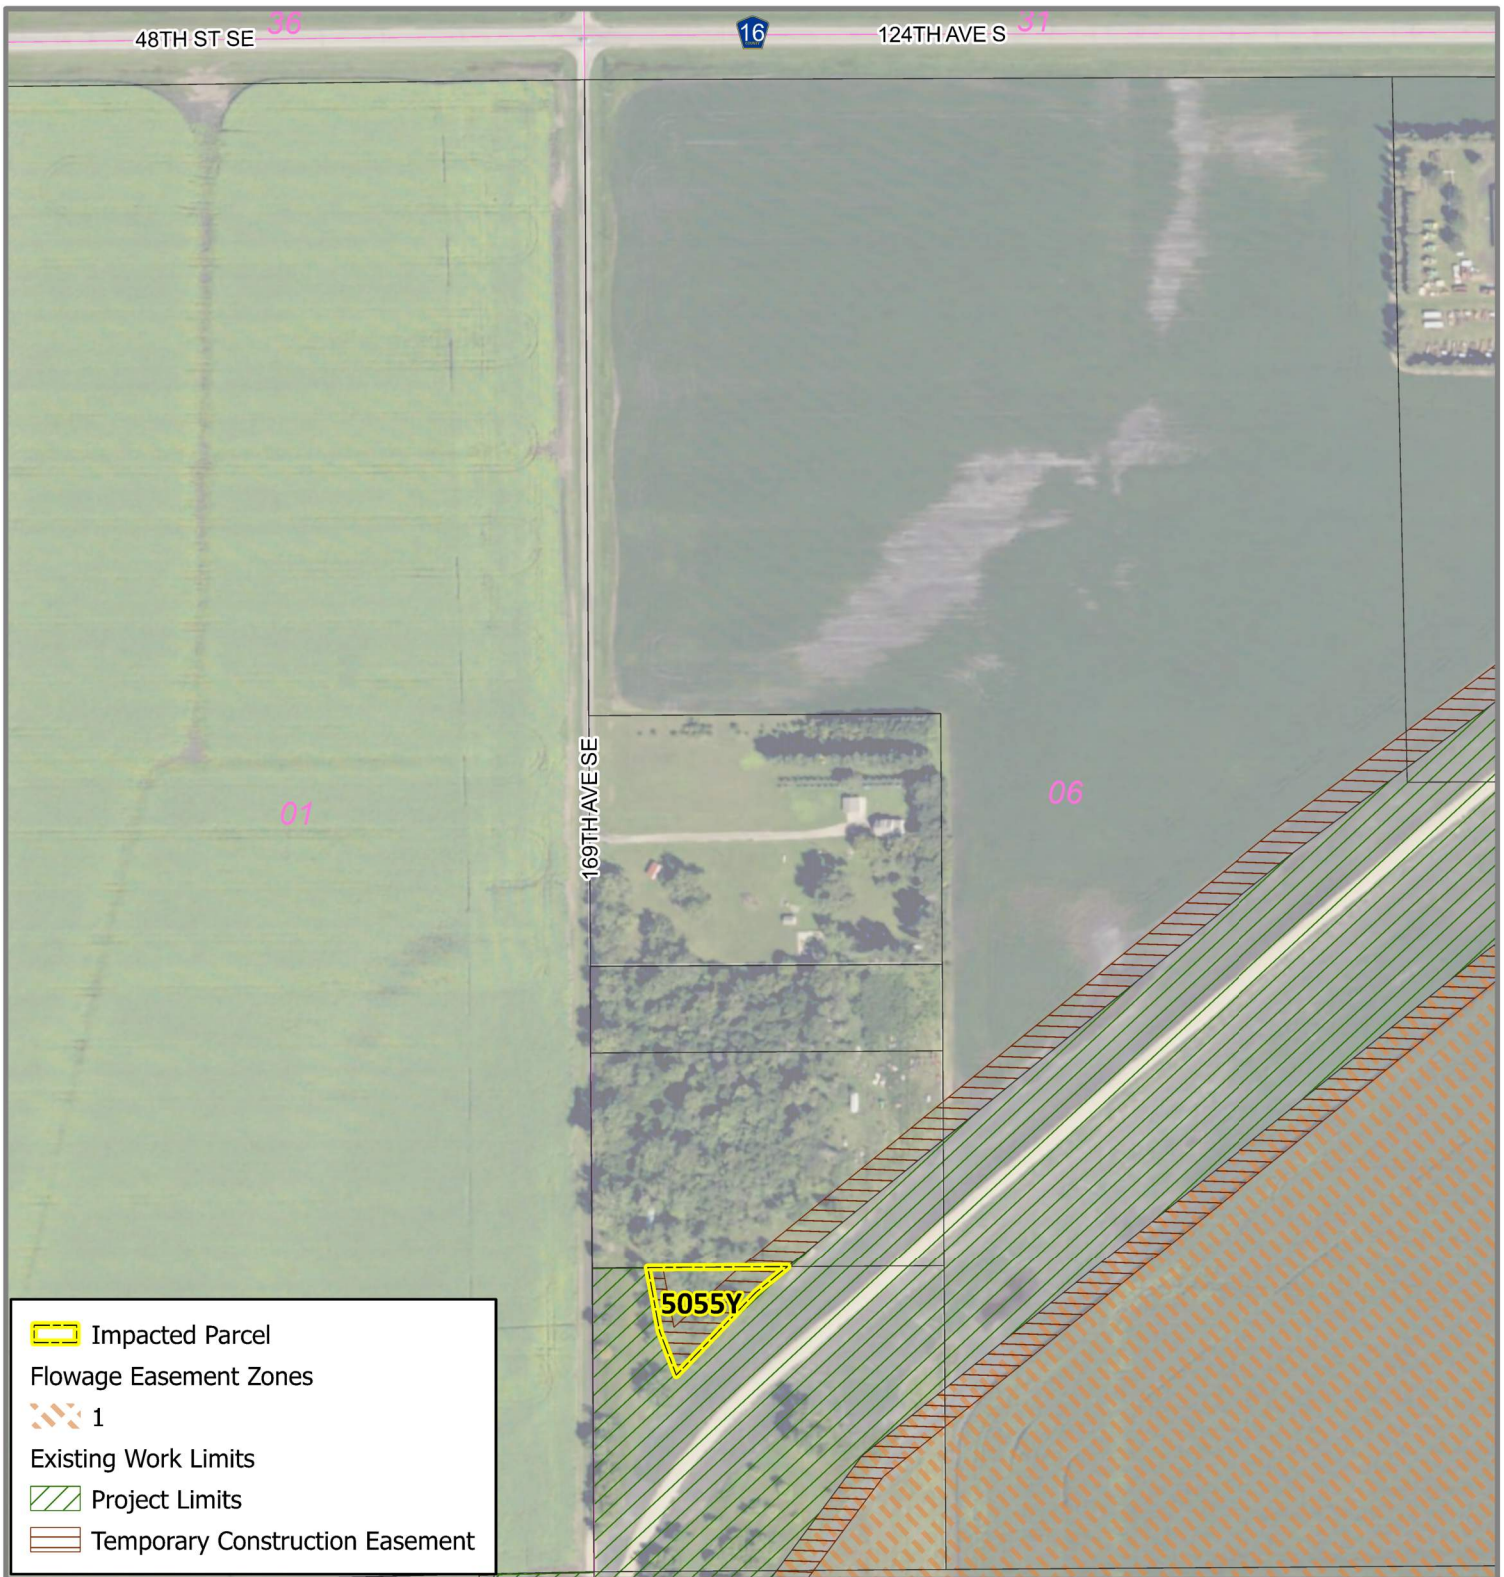 36
31
48TH ST SE
16
COUNTY
124TH AVE S
169TH AVE SE
01
06
5055Y
Impacted Parcel
Flowage Easement Zones
1
Existing Work Limits
Project Limits
Temporary Construction Easement